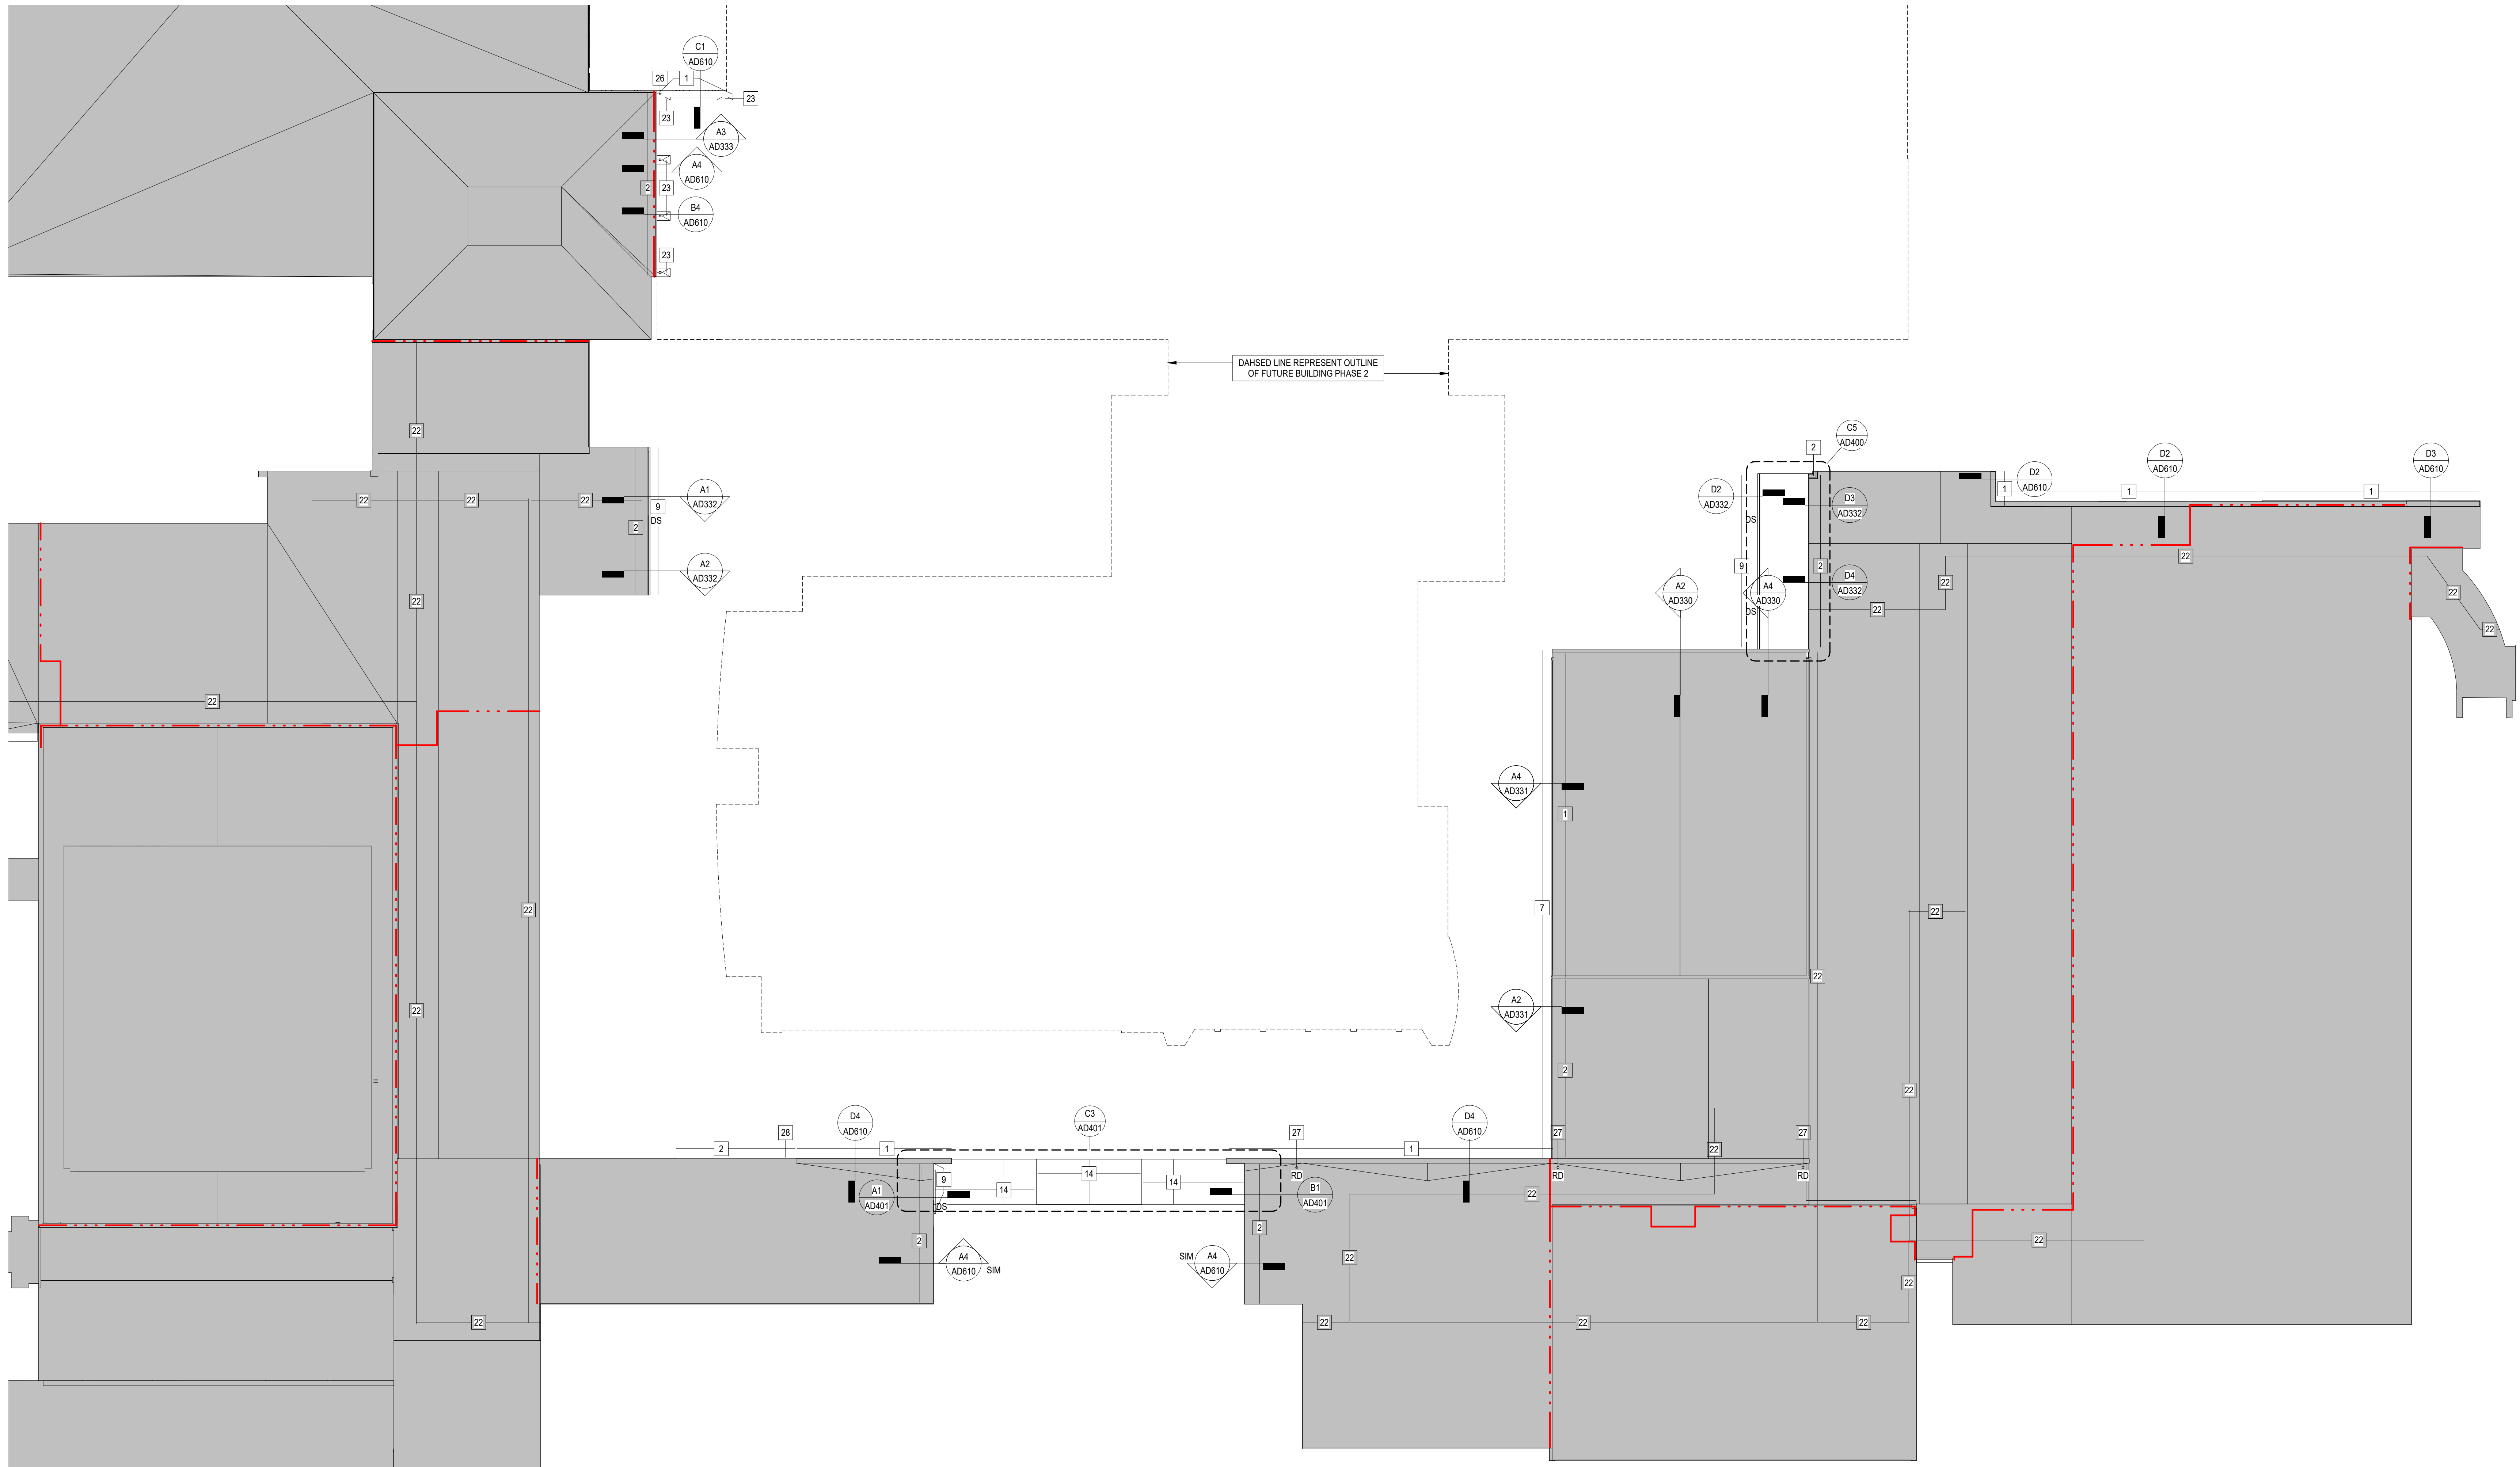 C1
AD610
26
1
23
23
A3
AD333
A4
AD610
2
23
B4
AD610
23
DAHSED LINE REPRESENT OUTLINE
OF FUTURE BUILDING PHASE 2
22
C5
AD400
2
D2
AD610
D3
AD610
D2
AD610
22
22
22
A1
AD332
9
DS
2
D2
AD332
DS
D3
AD332
1
1
1
A2
AD332
9
2
D4
AD332
22
22
22
22
22
A2
AD330
A4
AD330
DS
22
22
22
A4
AD331
1
22
7
22
22
22
A2
AD331
2
22
D4
AD610
C3
AD401
D4
AD610
2
28
1
27
1
27
22
27
RD
RD
RD
A1
AD401
9
DS
14
14
14
B1
AD401
22
2
2
22
22
A4
AD610
SIM
SIM
A4
AD610
22
22
22
22
22